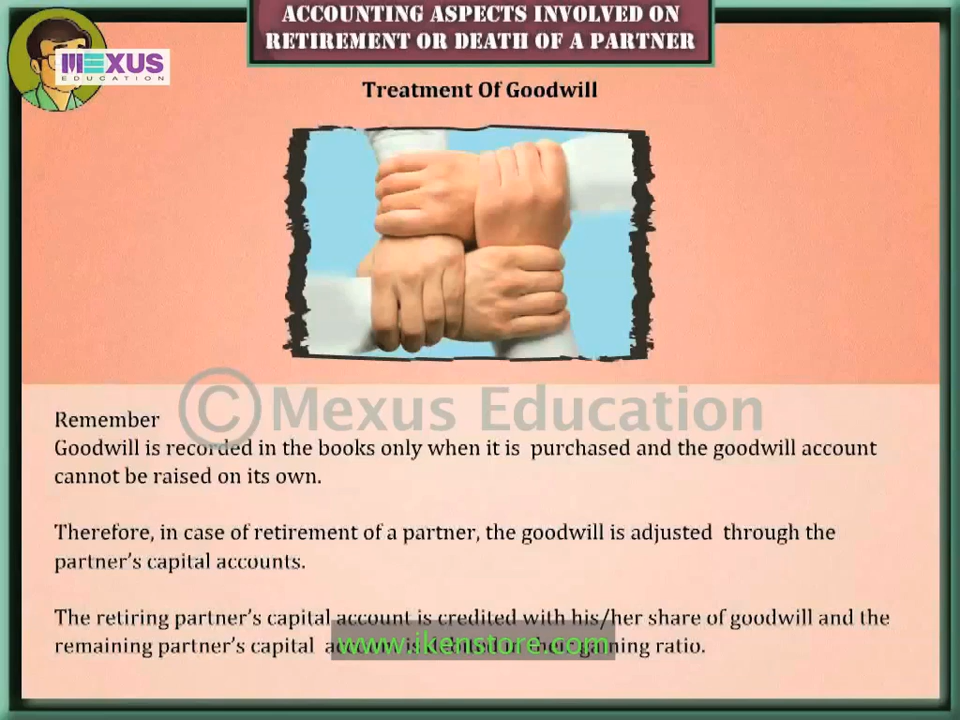 ACCOUNTING ASPECTS INVOLVED ON
RETIREMENT OR DEATH OF A PARTNER
MEXUS
EDUCATION
Treatment Of Goodwill
© Mexus Education
Remember
Goodwill is recorded in the books only when it is purchased and the goodwill account
cannot be raised on its own.
Therefore, in case of retirement of a partner, the goodwill is adjusted through the
partner’s capital accounts.
The retiring partner’s capital account is credited with his/her share of goodwill and the
remaining partner’s capital gaining ratio.
www.ikenstore.com